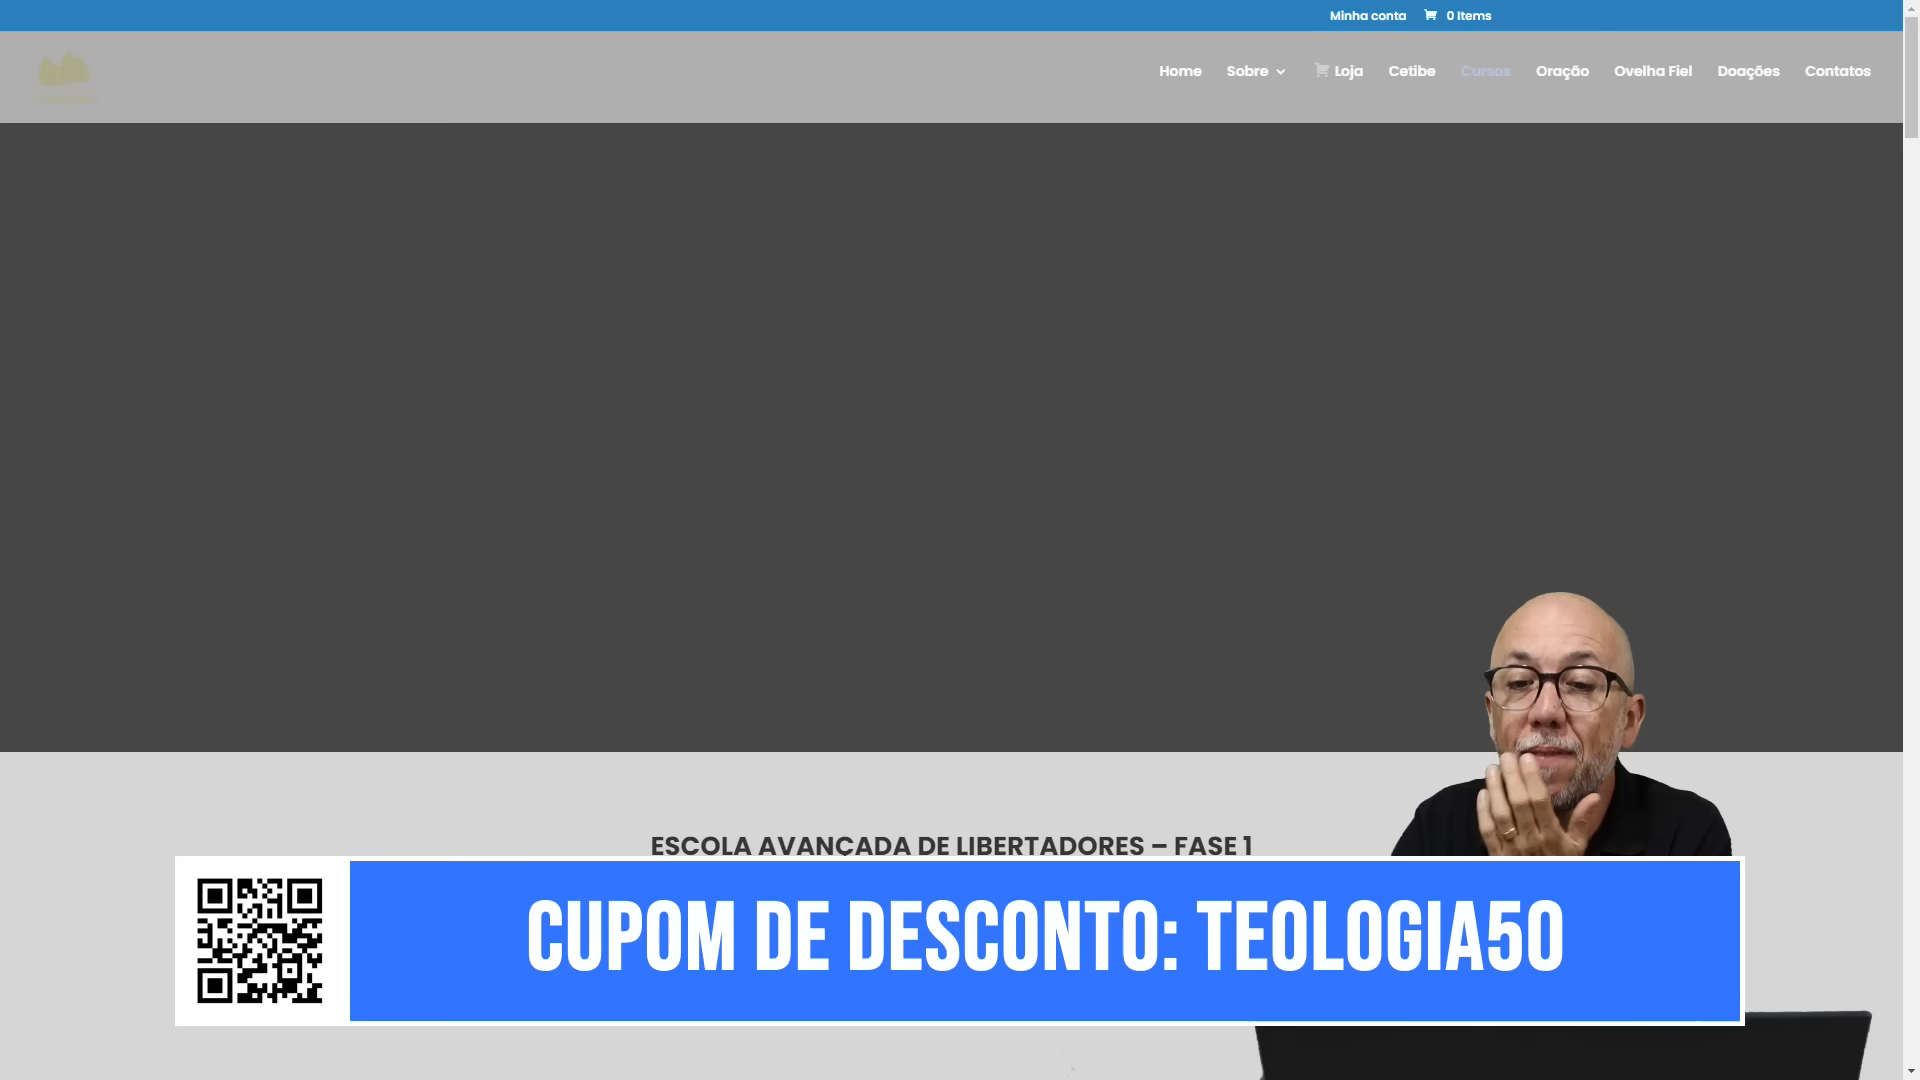 Minha conta 0 Items
Home Sobre Loja Cetibe Cursos Oração Ovelha Fiel Doações Contatos
ESCOLA AVANÇADA DE LIBERTADORES – FASE 1
CUPOM DE DESCONTO: TEOLOGIA50